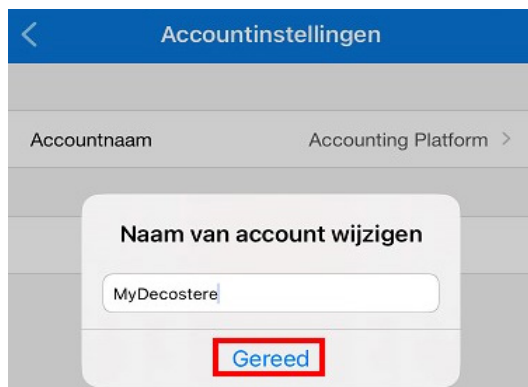 Accountinstellingen
Accountnaam Accounting Platform
Naam van account wijzigen
MyDecostere
Gereed